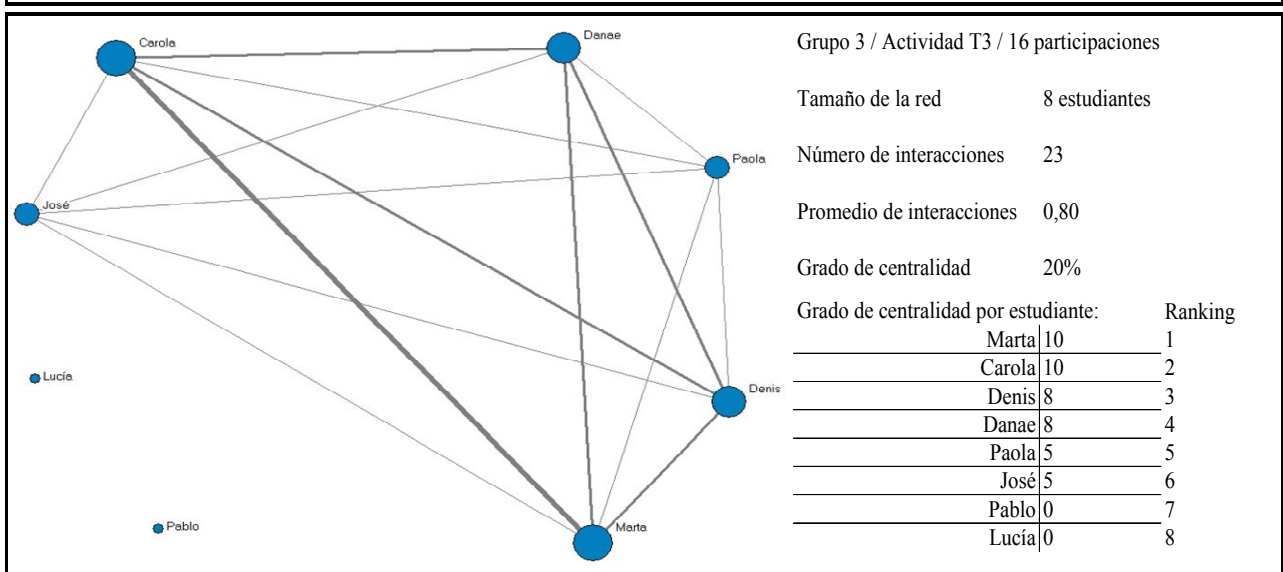 Carola
Danae
Paola
José
Lucía
Denis
Pablo
Marta
Grupo 3 / Actividad T3 / 16 participaciones
Tamaño de la red 8 estudiantes
Número de interacciones 23
Promedio de interacciones 0,80
Grado de centralidad 20%
Grado de centralidad por estudiante: Ranking
Marta 10 1
Carola 10 2
Denis 8 3
Danae 8 4
Paola 5 5
José 5 6
Pablo 0 7
Lucía 0 8